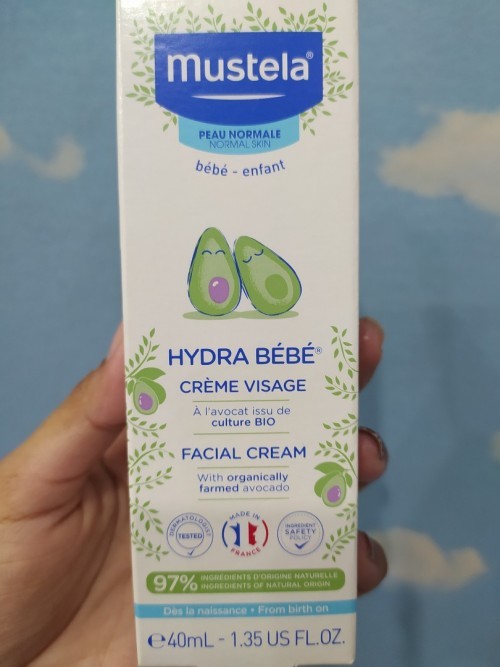 mustela®
PEAU NORMALE
NORMAL SKIN
bébé - enfant
HYDRA BÉBÉ®
CRÈME VISAGE
À l'avocat issu de
culture BIO
FACIAL CREAM
With organically
farmed avocado
DERMATOLOGIST
TESTED
MADE IN
FRANCE
INGREDIENT
SAFETY
POLICY
97% INGRÉDIENTS D'ORIGINE NATURELLE
INGREDIENTS OF NATURAL ORIGIN
Dès la naissance • From birth on
℮40mL - 1.35 US FL.OZ.